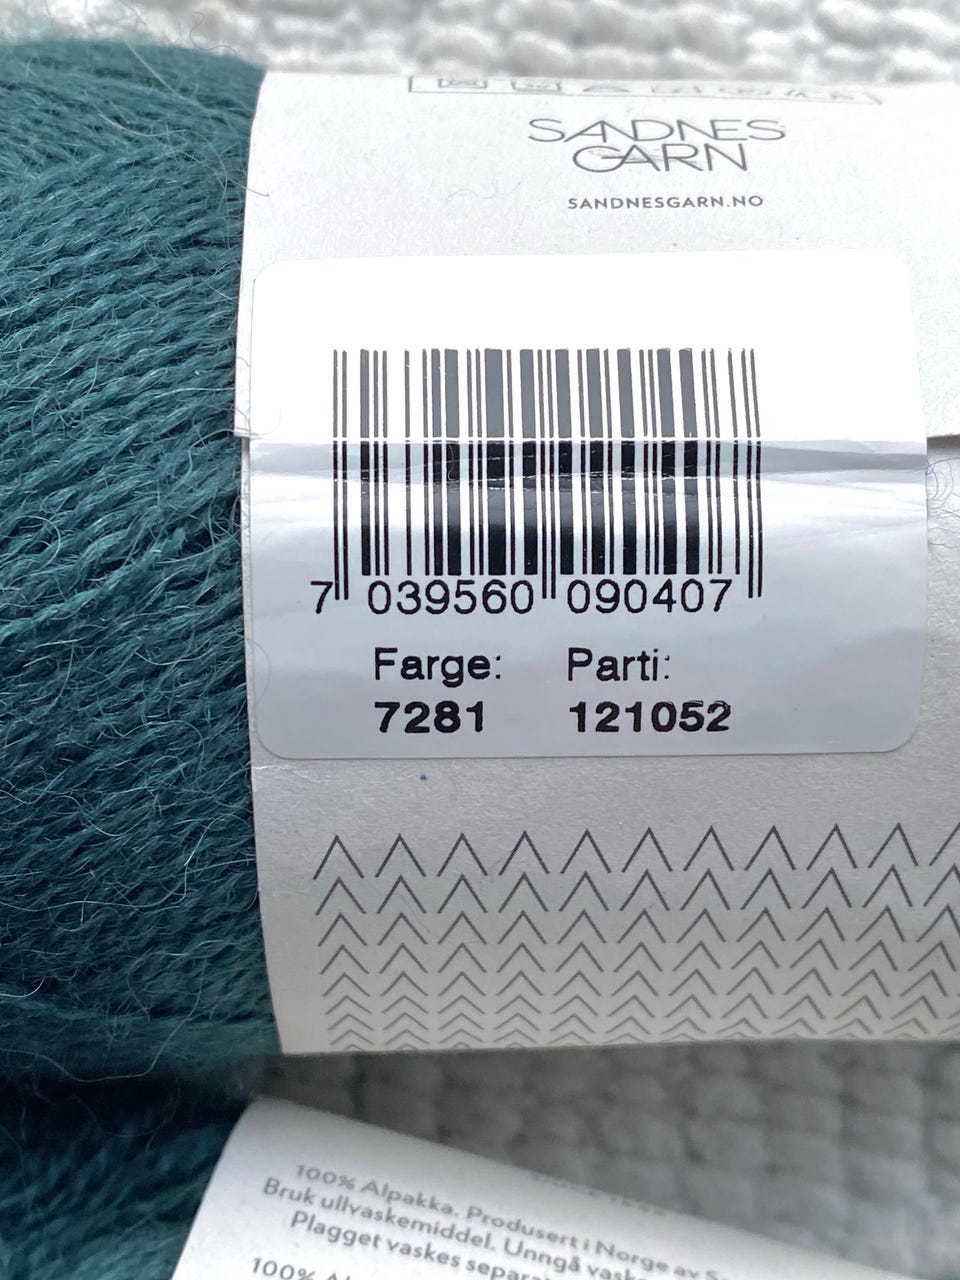 SANDNES
GARN
SANDNESGARN.NO
7 039560 090407
Farge: Parti:
7281 121052
100% Alpakka. Produsert i Norge av
Bruk ullvaskemiddel. Unngå
Plagget vaskes
100%